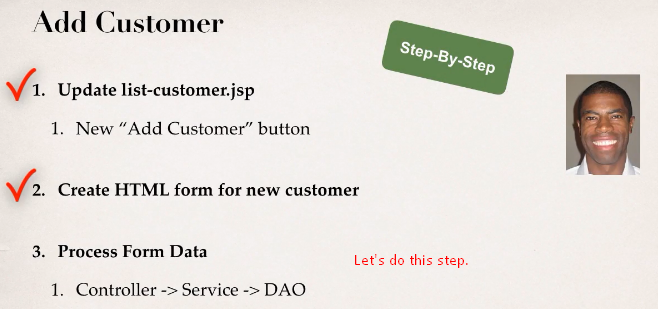 Add Customer
Step-By-Step
1. Update list-customer.jsp
1. New “Add Customer” button
2. Create HTML form for new customer
3. Process Form Data
Let's do this step.
1. Controller -> Service -> DAO